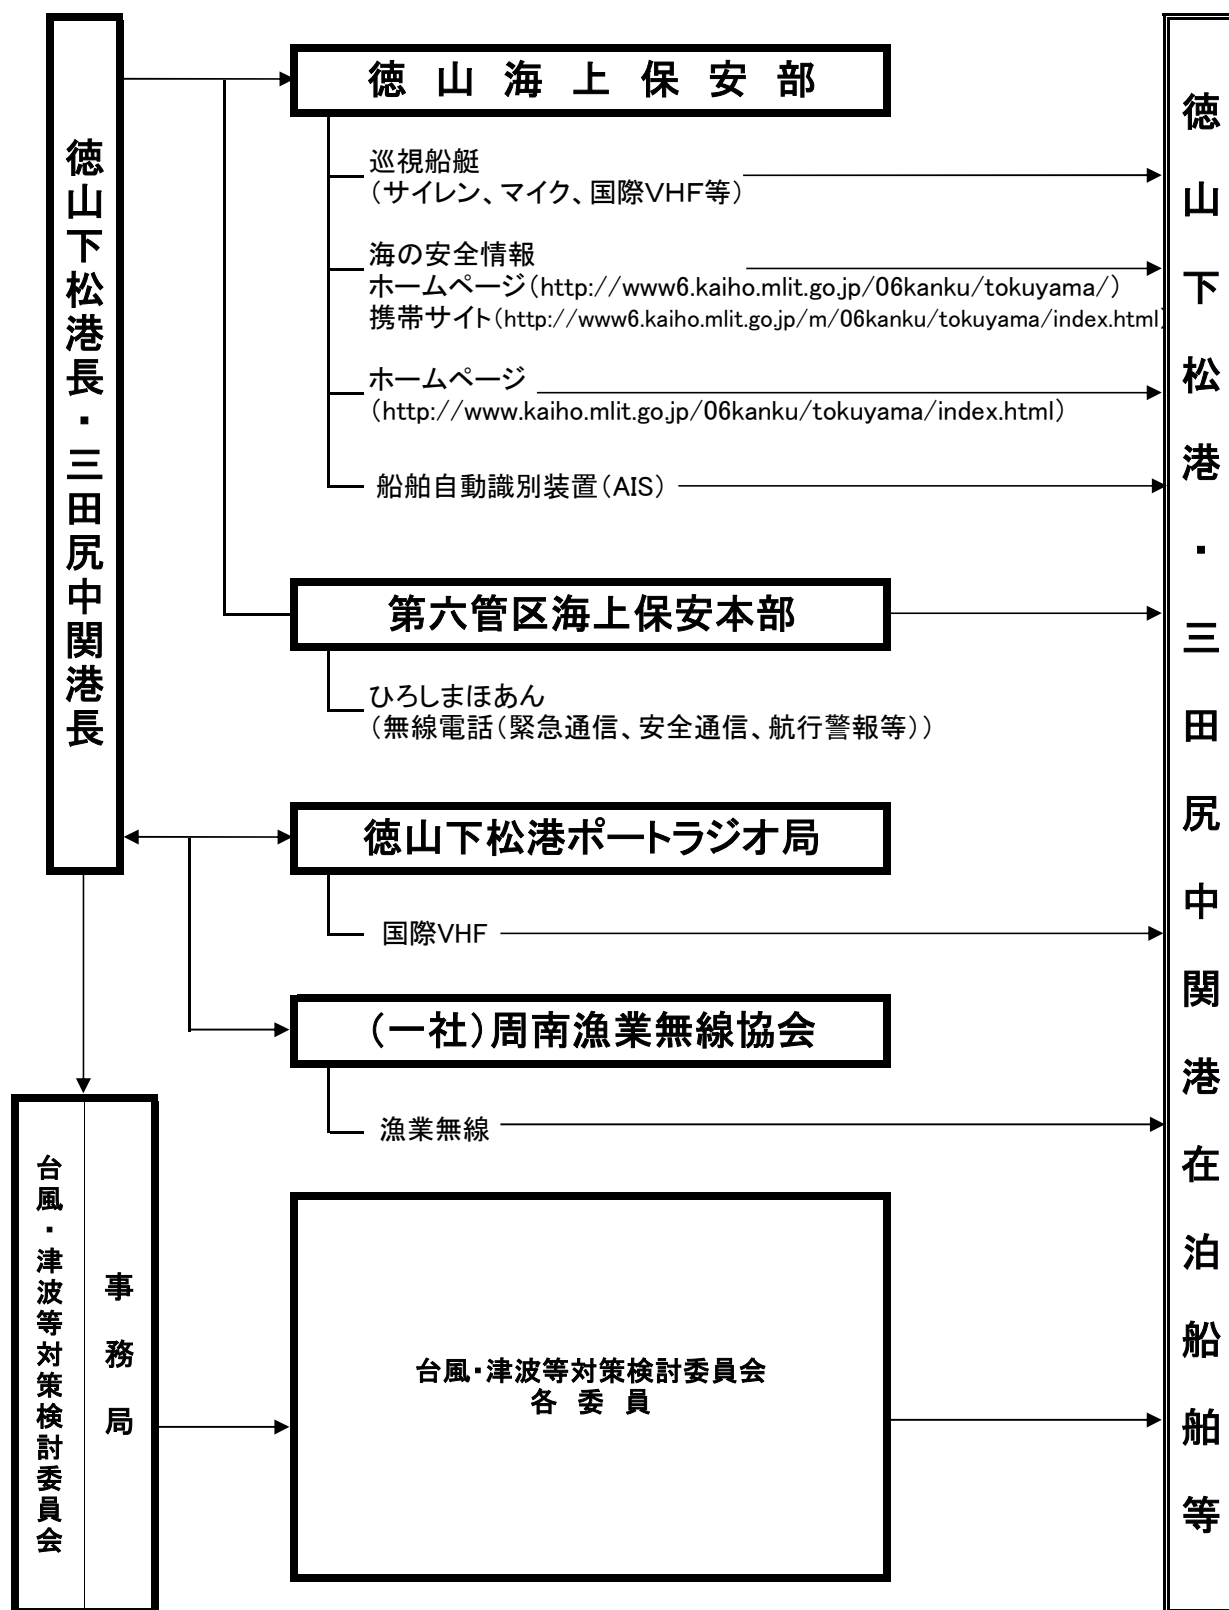 徳山下松港長・三田尻中関港長
徳山海上保安部
巡視船艇
（サイレン、マイク、国際VHF等）
海の安全情報
ホームページ（http://www6.kaiho.mlit.go.jp/06kanku/tokuyama/）
携帯サイト（http://www6.kaiho.mlit.go.jp/m/06kanku/tokuyama/index.html）
ホームページ
（http://www.kaiho.mlit.go.jp/06kanku/tokuyama/index.html）
船舶自動識別装置（AIS）
第六管区海上保安本部
ひろしまほあん
（無線電話（緊急通信、安全通信、航行警報等））
徳山下松港ポートラジオ局
国際VHF
（一社）周南漁業無線協会
漁業無線
台風・津波等対策検討委員会
事務局
台風・津波等対策検討委員会
各委員
徳山下松港・三田尻中関港在泊船舶等